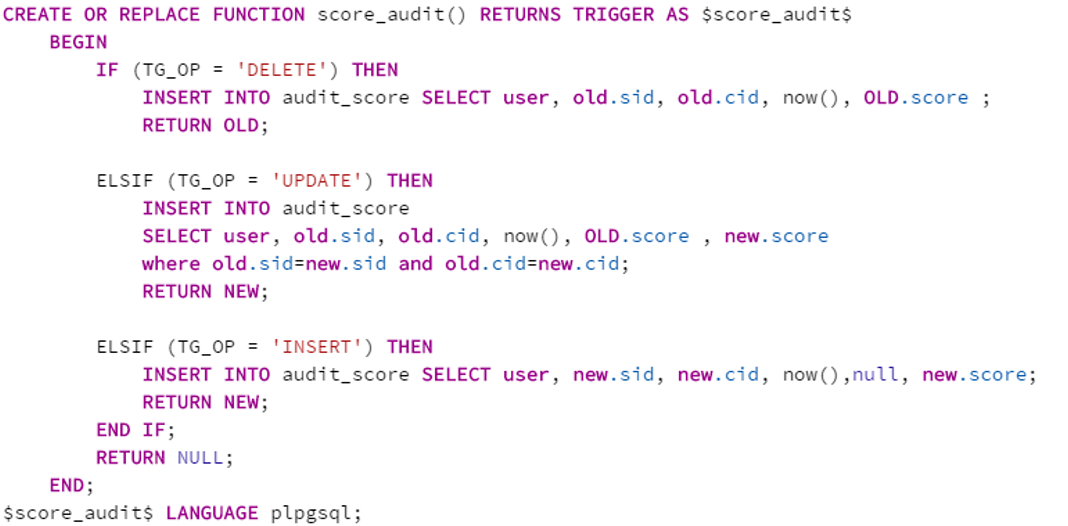 CREATE OR REPLACE FUNCTION score_audit() RETURNS TRIGGER AS $score_audit$
    BEGIN
        IF (TG_OP = 'DELETE') THEN
            INSERT INTO audit_score SELECT user, old.sid, old.cid, now(), OLD.score ;
            RETURN OLD;

        ELSIF (TG_OP = 'UPDATE') THEN
            INSERT INTO audit_score
            SELECT user, old.sid, old.cid, now(), OLD.score , new.score
            where old.sid=new.sid and old.cid=new.cid;
            RETURN NEW;

        ELSIF (TG_OP = 'INSERT') THEN
            INSERT INTO audit_score SELECT user, new.sid, new.cid, now(),null, new.score;
            RETURN NEW;
        END IF;
        RETURN NULL;
    END;
$score_audit$ LANGUAGE plpgsql;